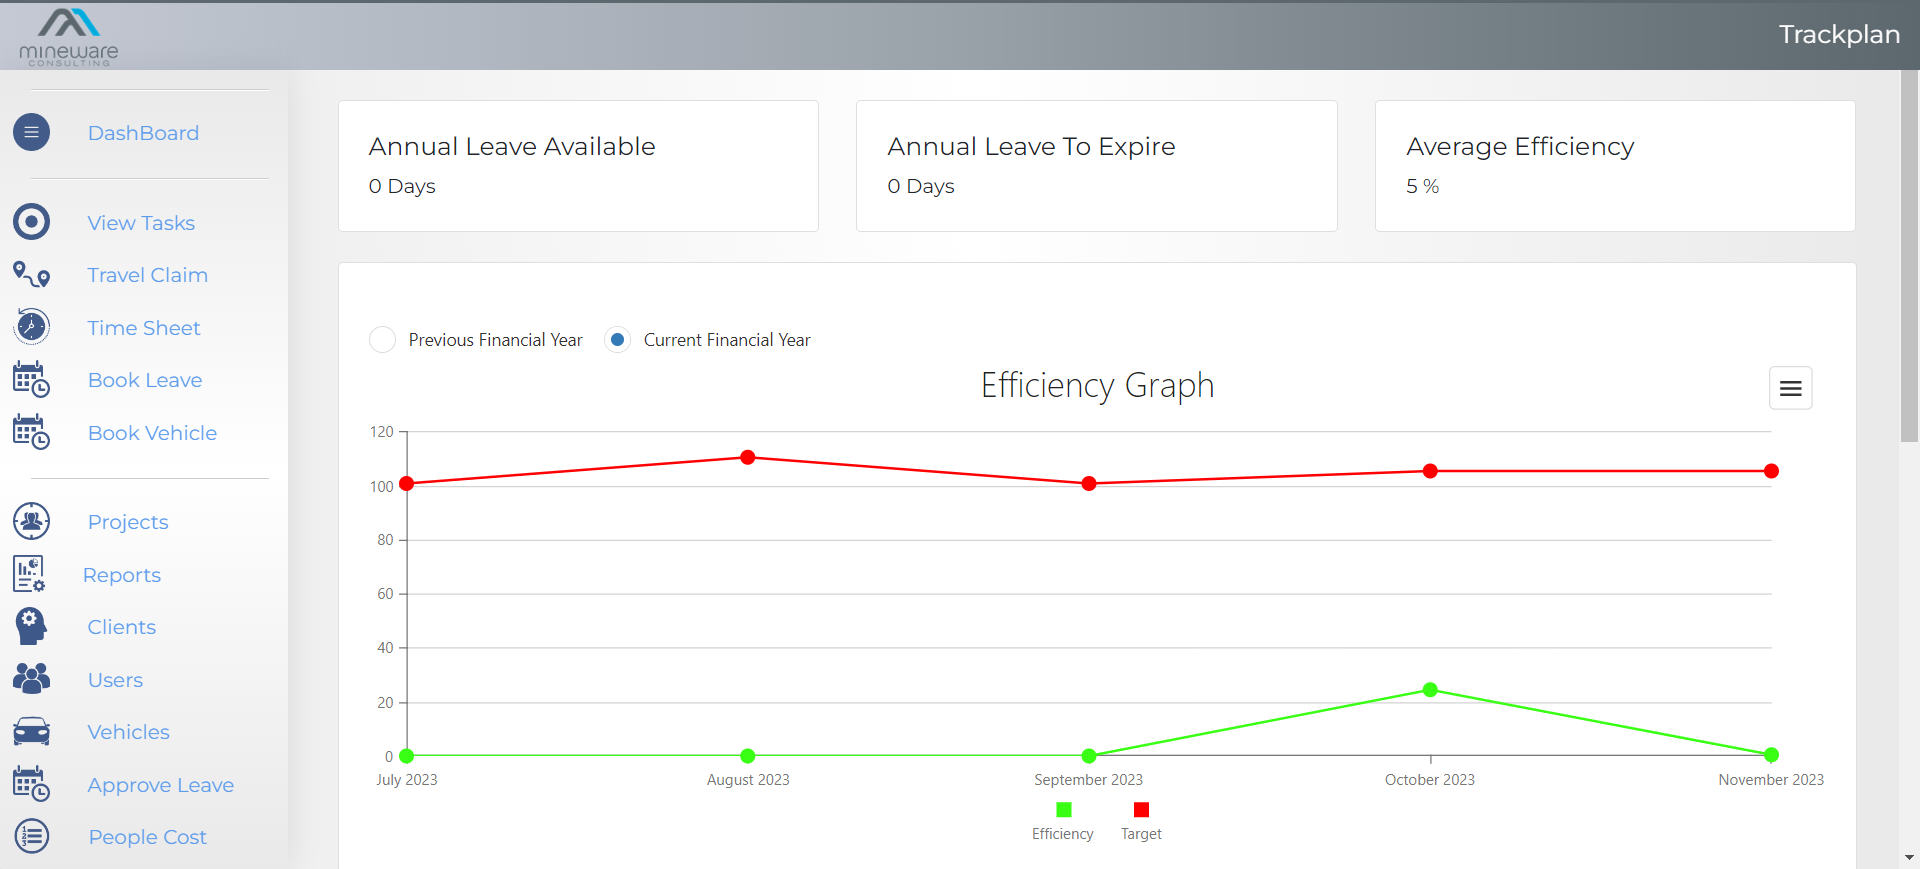 mineware
CONSULTING
Trackplan
DashBoard
View Tasks
Travel Claim
Time Sheet
Book Leave
Book Vehicle
Projects
Reports
Clients
Users
Vehicles
Approve Leave
People Cost
Annual Leave Available
0 Days
Annual Leave To Expire
0 Days
Average Efficiency
5 %
Previous Financial Year
Current Financial Year
Efficiency Graph
120
100
80
60
40
20
0
July 2023
August 2023
September 2023
October 2023
November 2023
Efficiency
Target